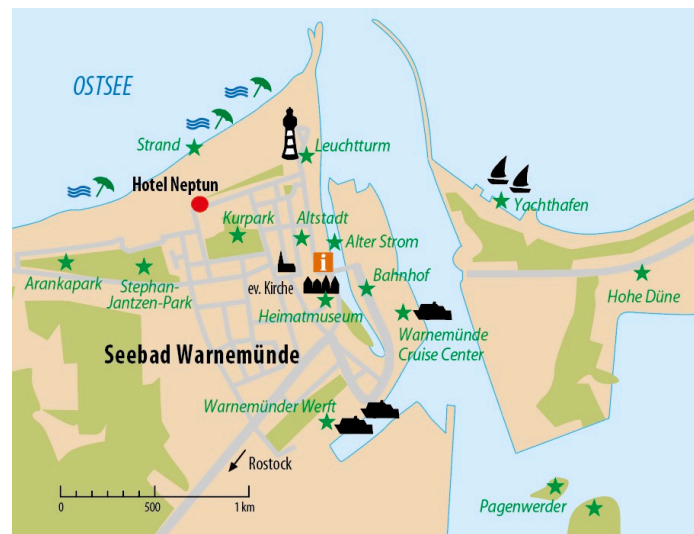 OSTSEE
Strand
Leuchtturm
Hotel Neptun
Yachthafen
Kurpark
Altstadt
Alter Strom
i
Arankapark
Stephan-
Jantzen-Park
ev. Kirche
Bahnhof
Hohe Düne
Heimatmuseum
Warnemünde
Cruise Center
Seebad Warnemünde
Warnemünder Werft
Rostock
0 500 1 km
Pagenwerder